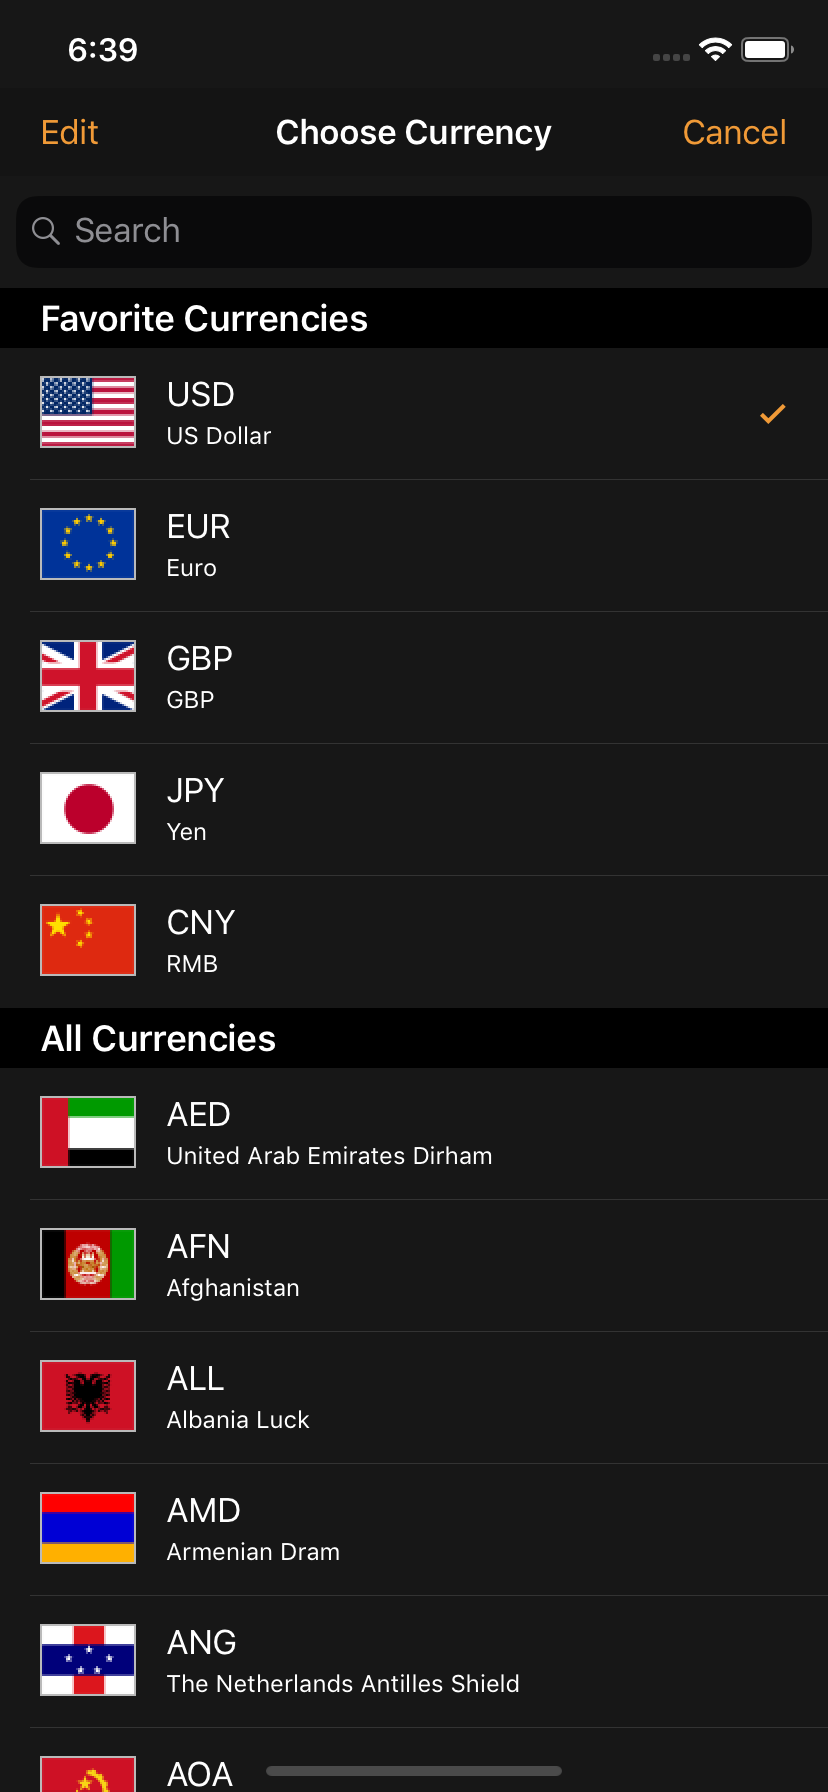 6:39
Edit
Choose Currency
Cancel
Search
Favorite Currencies
USD
US Dollar
EUR
Euro
GBP
GBP
JPY
Yen
CNY
RMB
All Currencies
AED
United Arab Emirates Dirham
AFN
Afghanistan
ALL
Albania Luck
AMD
Armenian Dram
ANG
The Netherlands Antilles Shield
AOA